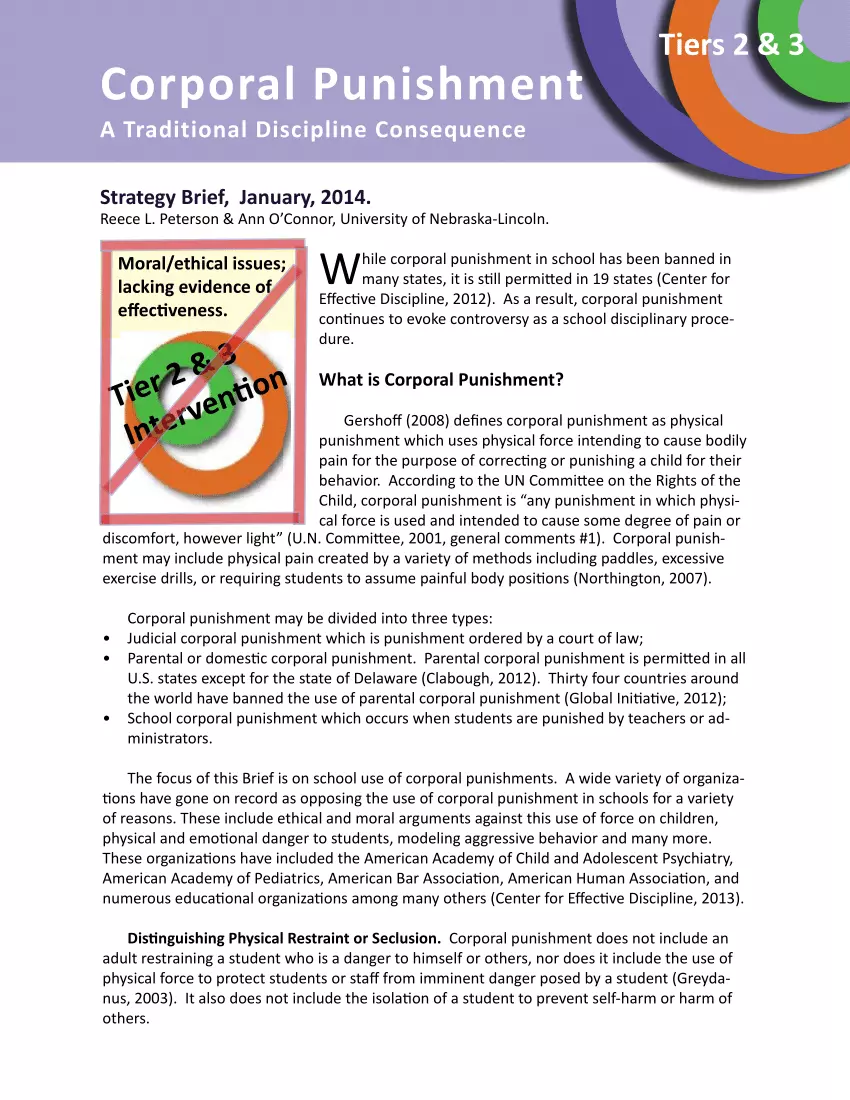 Tiers 2 & 3
Corporal Punishment
A Traditional Discipline Consequence
Strategy Brief,  January, 2014.
Reece L. Peterson & Ann O’Connor, University of Nebraska-Lincoln.
Moral/ethical issues;
lacking evidence of
effectiveness.
Tier 2 & 3
Intervention
While corporal punishment in school has been banned in
many states, it is still permitted in 19 states (Center for
Effective Discipline, 2012).  As a result, corporal punishment
continues to evoke controversy as a school disciplinary proce-
dure.
What is Corporal Punishment?
Gershoff (2008) defines corporal punishment as physical
punishment which uses physical force intending to cause bodily
pain for the purpose of correcting or punishing a child for their
behavior.  According to the UN Committee on the Rights of the
Child, corporal punishment is “any punishment in which physi-
cal force is used and intended to cause some degree of pain or
discomfort, however light” (U.N. Committee, 2001, general comments #1).  Corporal punish-
ment may include physical pain created by a variety of methods including paddles, excessive
exercise drills, or requiring students to assume painful body positions (Northington, 2007).
Corporal punishment may be divided into three types:
• Judicial corporal punishment which is punishment ordered by a court of law;
• Parental or domestic corporal punishment.  Parental corporal punishment is permitted in all
U.S. states except for the state of Delaware (Clabough, 2012).  Thirty four countries around
the world have banned the use of parental corporal punishment (Global Initiative, 2012);
• School corporal punishment which occurs when students are punished by teachers or ad-
ministrators.
The focus of this Brief is on school use of corporal punishments.  A wide variety of organiza-
tions have gone on record as opposing the use of corporal punishment in schools for a variety
of reasons. These include ethical and moral arguments against this use of force on children,
physical and emotional danger to students, modeling aggressive behavior and many more.
These organizations have included the American Academy of Child and Adolescent Psychiatry,
American Academy of Pediatrics, American Bar Association, American Human Association, and
numerous educational organizations among many others (Center for Effective Discipline, 2013).
Distinguishing Physical Restraint or Seclusion.  Corporal punishment does not include an
adult restraining a student who is a danger to himself or others, nor does it include the use of
physical force to protect students or staff from imminent danger posed by a student (Greyda-
nus, 2003).  It also does not include the isolation of a student to prevent self-harm or harm of
others.